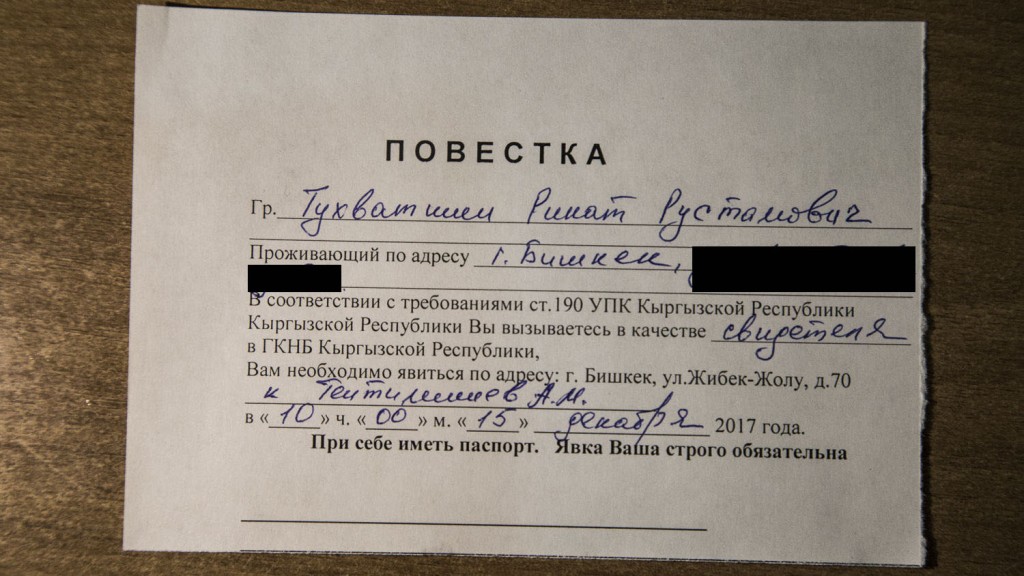 ПОВЕСТКА
Гр. Тухватшин Ринат Рустамович
Проживающий по адресу г. Бишкек,
В соответствии с требованиями ст.190 УПК Кыргызской Республики
Кыргызской Республики Вы вызываетесь в качестве свидетеля
в ГКНБ Кыргызской Республики,
Вам необходимо явиться по адресу: г. Бишкек, ул.Жибек-Жолу, д.70
к А.М.
в «10» ч. «00» м. «15» декабря 2017 года.
При себе иметь паспорт. Явка Ваша строго обязательна